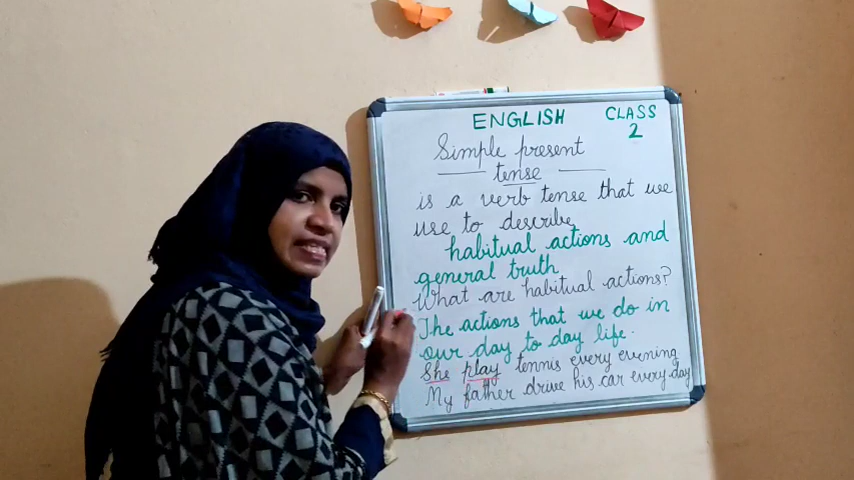 ENGLISH CLASS 2
Simple present
tense
is a verb tense that we
use to describe
habitual actions and
general truth
What are habitual actions?
The actions that we do in
our day to day life.
She play tennis every evening
My father drive his car every day